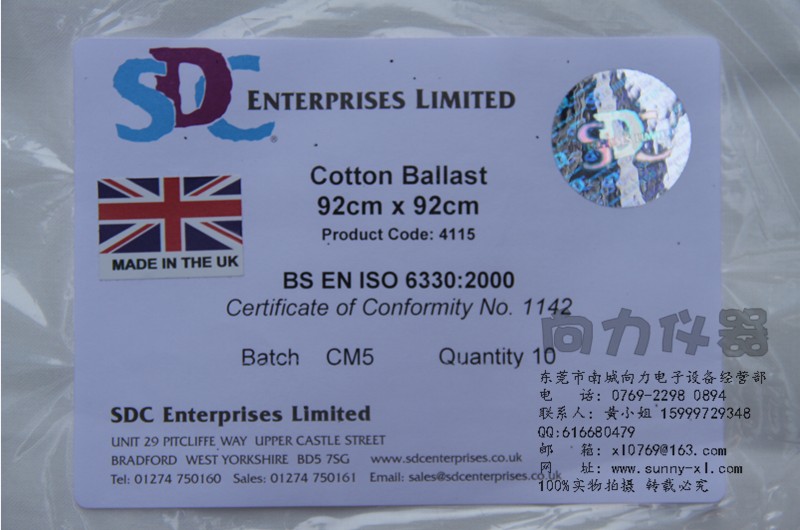 SDC ENTERPRISES LIMITED
®
SDC
Cotton Ballast
92cm x 92cm
Product Code: 4115
MADE IN THE UK
BS EN ISO 6330:2000
Certificate of Conformity No. 1142
Batch CM5 Quantity 10
SDC Enterprises Limited
UNIT 29 PITCLIFFE WAY UPPER CASTLE STREET
BRADFORD WEST YORKSHIRE BD5 7SG www.sdcenterprises.co.uk
Tel: 01274 750160 Sales: 01274 750161 Email: sales@sdcenterprises.co.uk
向力仪器
东莞市南城向力电子设备经营部
电 话: 0769-2298 0894
联系人: 黄小姐 15999729348
QQ:616680479
邮 箱: xl0769@163.com
网 址: www.sunny-xl.com
100%实物拍摄 转载必究